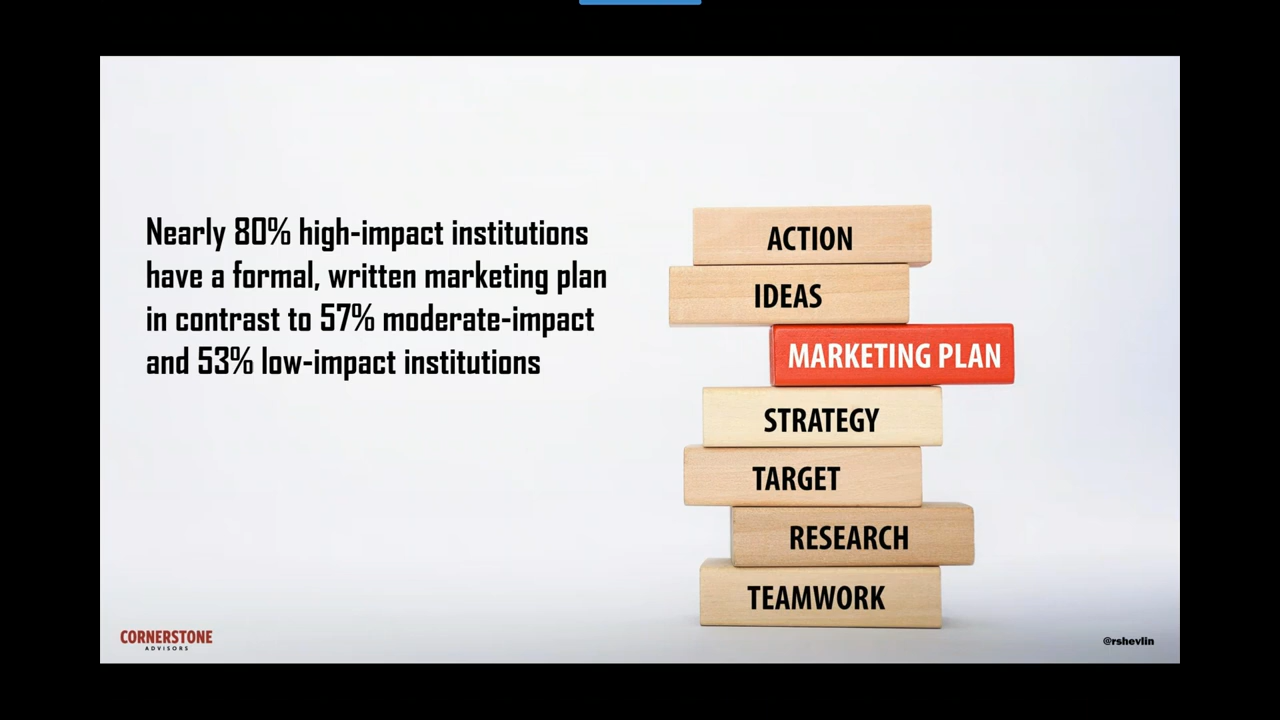 Nearly 80% high-impact institutions
have a formal, written marketing plan
in contrast to 57% moderate-impact
and 53% low-impact institutions
ACTION
IDEAS
MARKETING PLAN
STRATEGY
TARGET
RESEARCH
TEAMWORK
CORNERSTONE
ADVISORS
@rshevlin